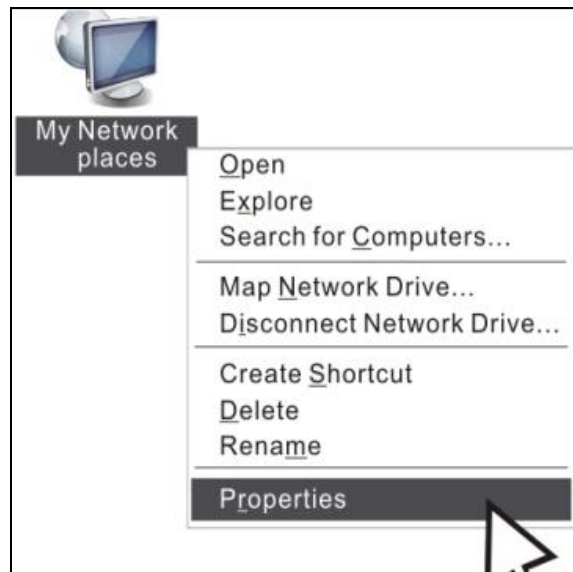 My Network
places
Open
Explore
Search for Computers...
Map Network Drive...
Disconnect Network Drive...
Create Shortcut
Delete
Rename
Properties